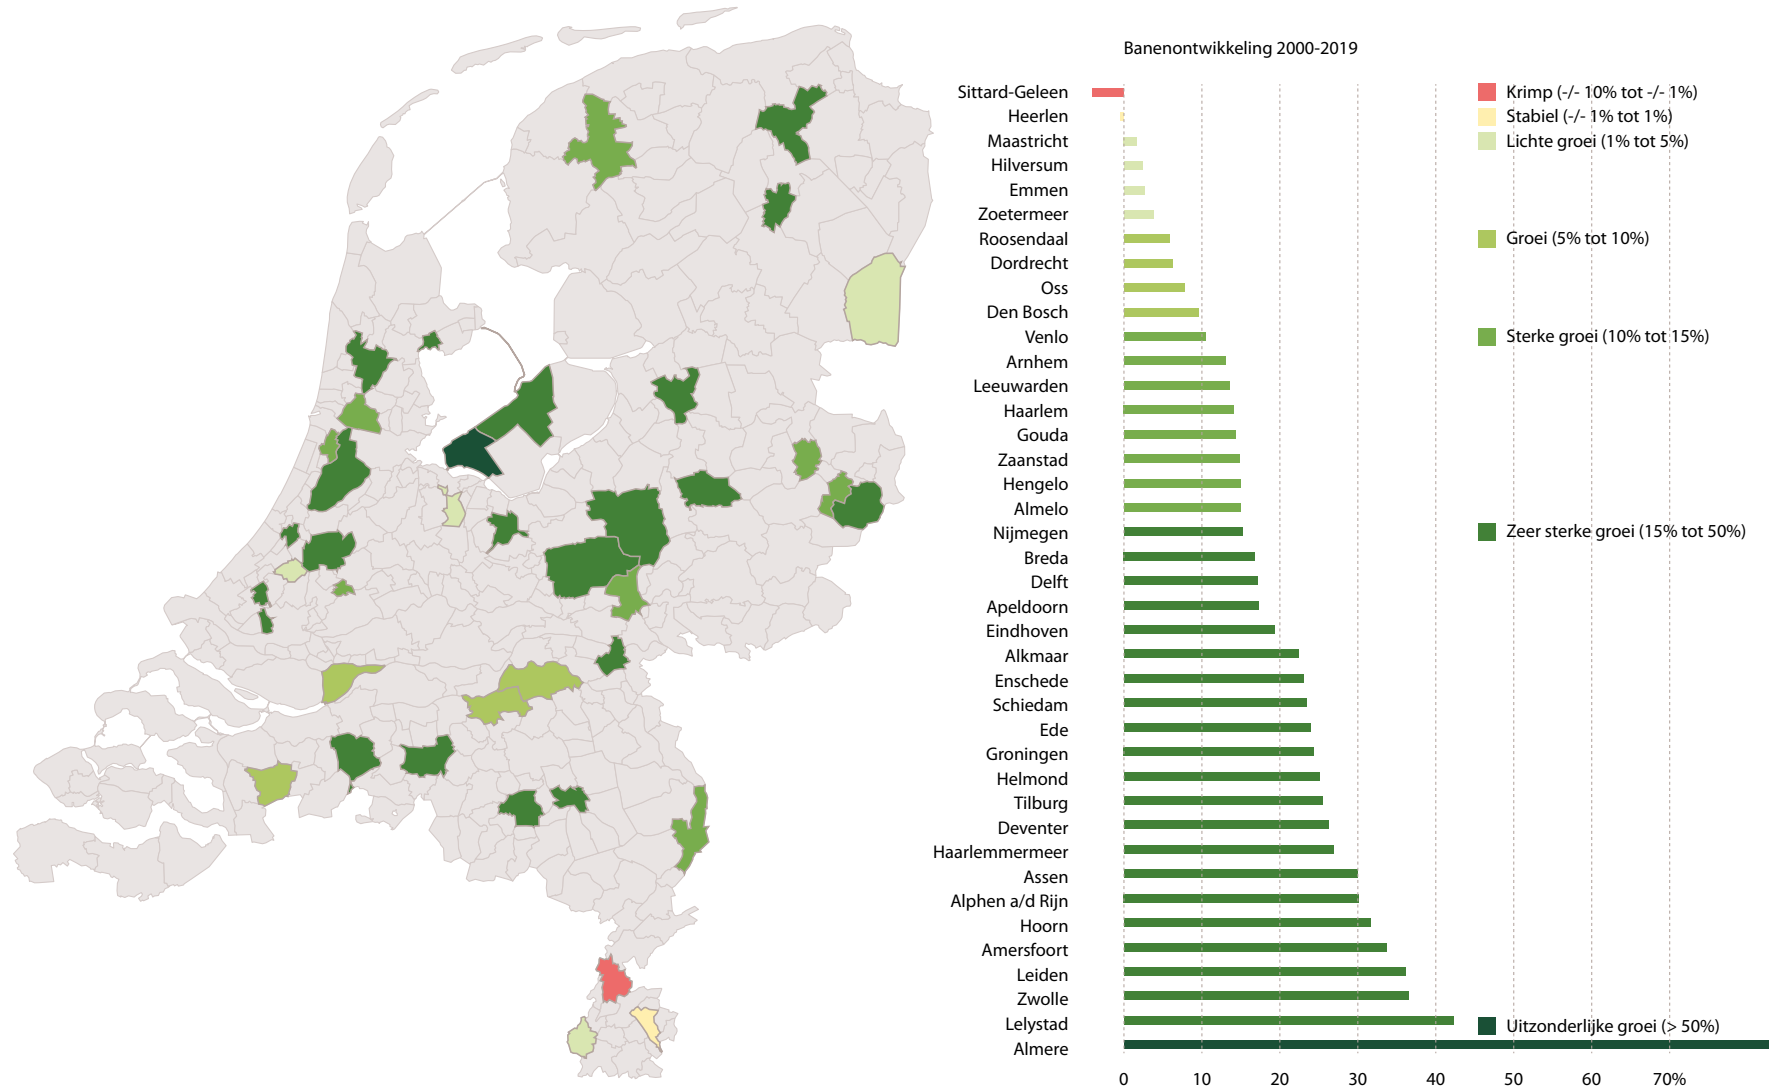 Banenontwikkeling 2000-2019
Sittard-Geleen
Krimp (-/- 10% tot -/- 1%)
Heerlen
Stabiel (-/- 1% tot 1%)
Maastricht
Lichte groei (1% tot 5%)
Hilversum
Emmen
Zoetermeer
Roosendaal
Groei (5% tot 10%)
Dordrecht
Oss
Den Bosch
Venlo
Sterke groei (10% tot 15%)
Arnhem
Leeuwarden
Haarlem
Gouda
Zaanstad
Hengelo
Almelo
Nijmegen
Zeer sterke groei (15% tot 50%)
Breda
Delft
Apeldoorn
Eindhoven
Alkmaar
Enschede
Schiedam
Ede
Groningen
Helmond
Tilburg
Deventer
Haarlemmermeer
Assen
Alphen a/d Rijn
Hoorn
Amersfoort
Leiden
Zwolle
Lelystad
Uitzonderlijke groei (> 50%)
Almere
0 10 20 30 40 50 60 70%